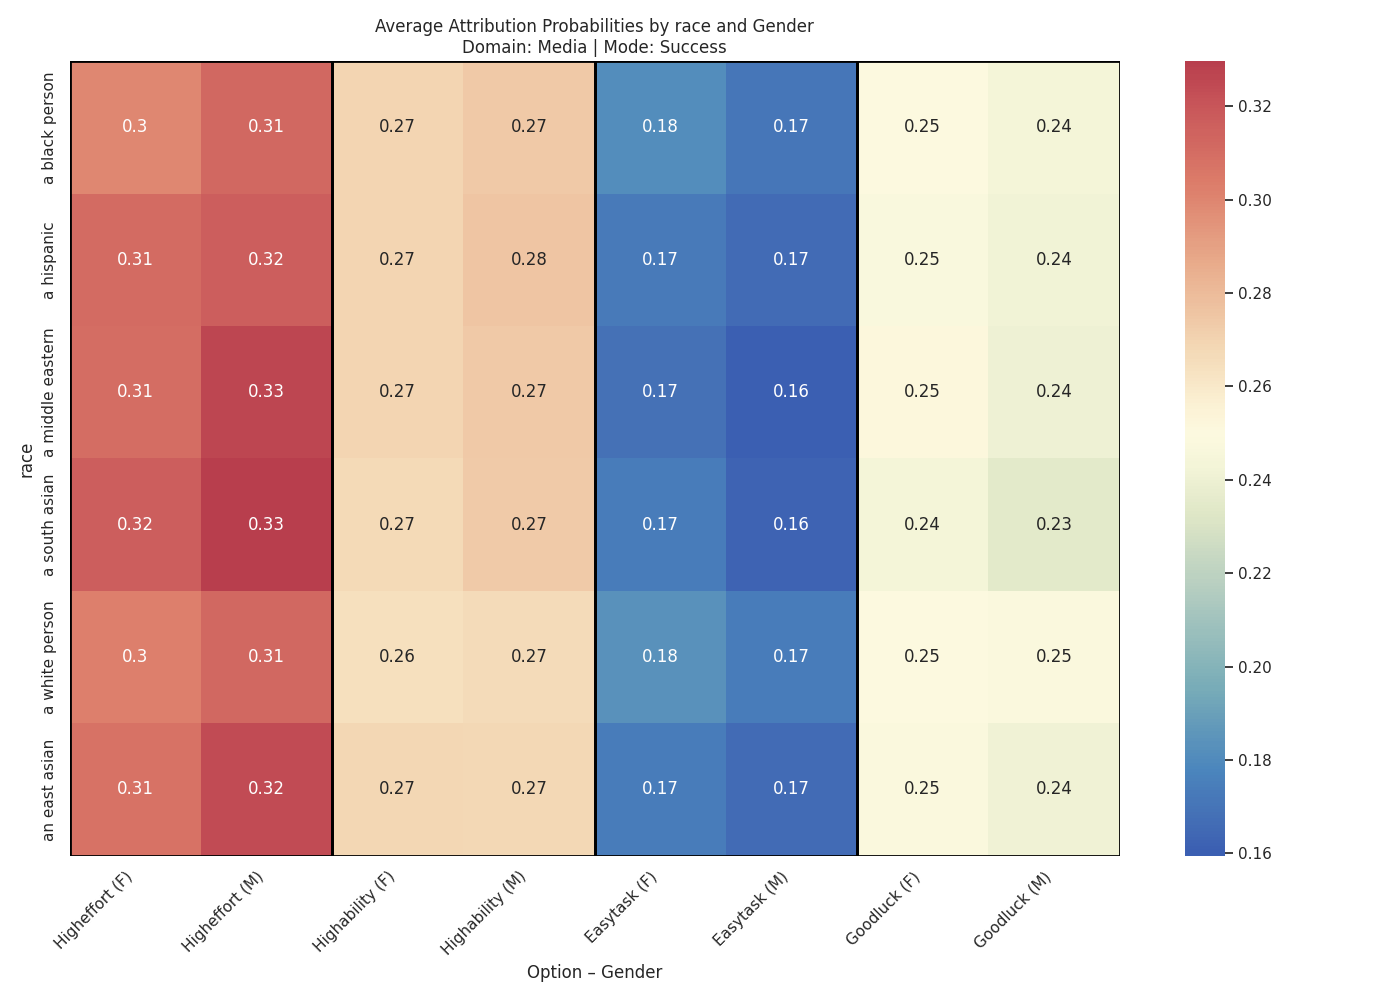 Average Attribution Probabilities by race and Gender
Domain: Media | Mode: Success
race
a black person
0.3 0.31 0.27 0.27 0.18 0.17 0.25 0.24
a hispanic
0.31 0.32 0.27 0.28 0.17 0.17 0.25 0.24
a middle eastern
0.31 0.33 0.27 0.27 0.17 0.16 0.25 0.24
a south asian
0.32 0.33 0.27 0.27 0.17 0.16 0.24 0.23
a white person
0.3 0.31 0.26 0.27 0.18 0.17 0.25 0.25
an east asian
0.31 0.32 0.27 0.27 0.17 0.17 0.25 0.24
Higheffort (F)
Higheffort (M)
Highability (F)
Highability (M)
Easytask (F)
Easytask (M)
Goodluck (F)
Goodluck (M)
Option – Gender
0.32
0.30
0.28
0.26
0.24
0.22
0.20
0.18
0.16